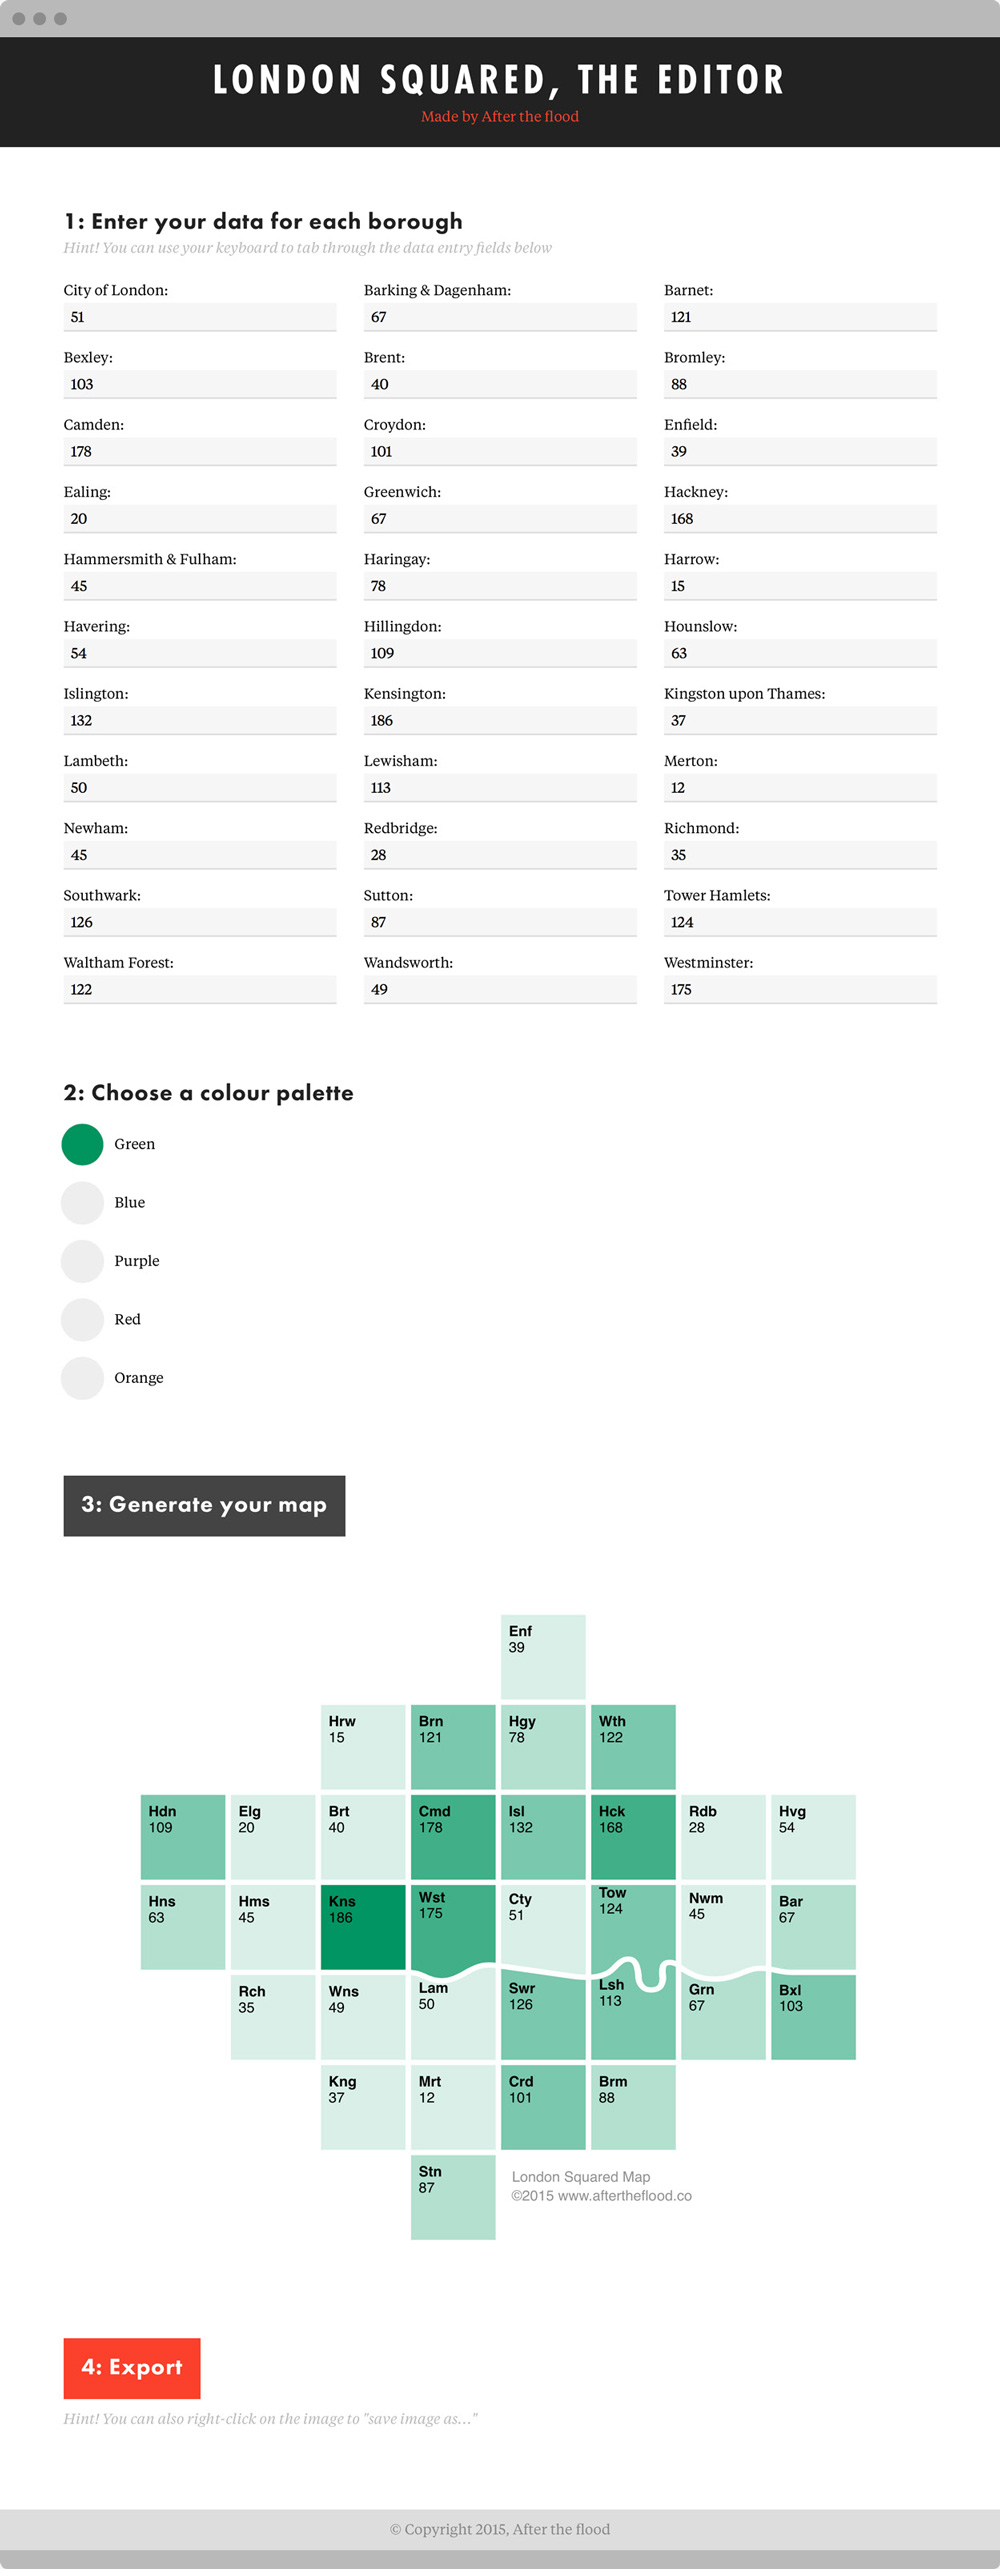 LONDON SQUARED, THE EDITOR
Made by After the flood
1: Enter your data for each borough
Hint! You can use your keyboard to tab through the data entry fields below
City of London: Barking & Dagenham: Barnet:
51 67 121
Bexley: Brent: Bromley:
103 40 88
Camden: Croydon: Enfield:
178 101 39
Ealing: Greenwich: Hackney:
20 67 168
Hammersmith & Fulham: Haringay: Harrow:
45 78 15
Havering: Hillingdon: Hounslow:
54 109 63
Islington: Kensington: Kingston upon Thames:
132 186 37
Lambeth: Lewisham: Merton:
50 113 12
Newham: Redbridge: Richmond:
45 28 35
Southwark: Sutton: Tower Hamlets:
126 87 124
Waltham Forest: Wandsworth: Westminster:
122 49 175
2: Choose a colour palette
Green
Blue
Purple
Red
Orange
3: Generate your map
Enf
39
Hrw Brn Hgy Wth
15 121 78 122
Hdn Elg Brt Cmd Isl Hck Rdb Hvg
109 20 40 178 132 168 28 54
Hns Hms Kns Wst Cty Tow Nwm Bar
63 45 186 175 51 124 45 67
Rch Wns Lam Swr Lsh Grn Bxl
35 49 50 126 113 67 103
Kng Mrt Crd Brm
37 12 101 88
Stn
87
London Squared Map
©2015 www.aftertheflood.co
4: Export
Hint! You can also right-click on the image to "save image as..."
© Copyright 2015, After the flood